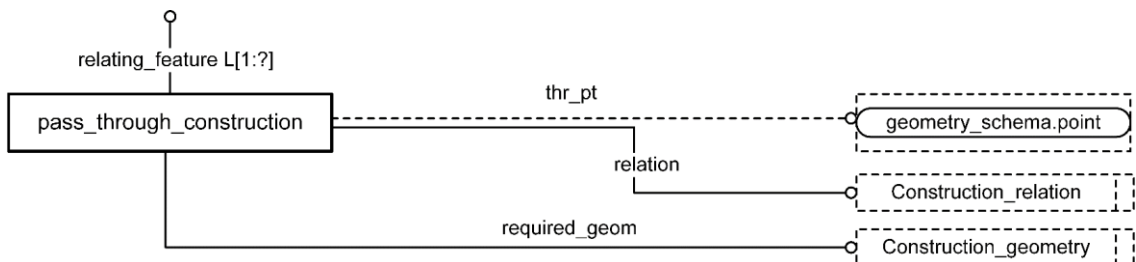 relating_feature L[1:?]
pass_through_construction
thr_pt
geometry_schema.point
relation
Construction_relation
required_geom
Construction_geometry